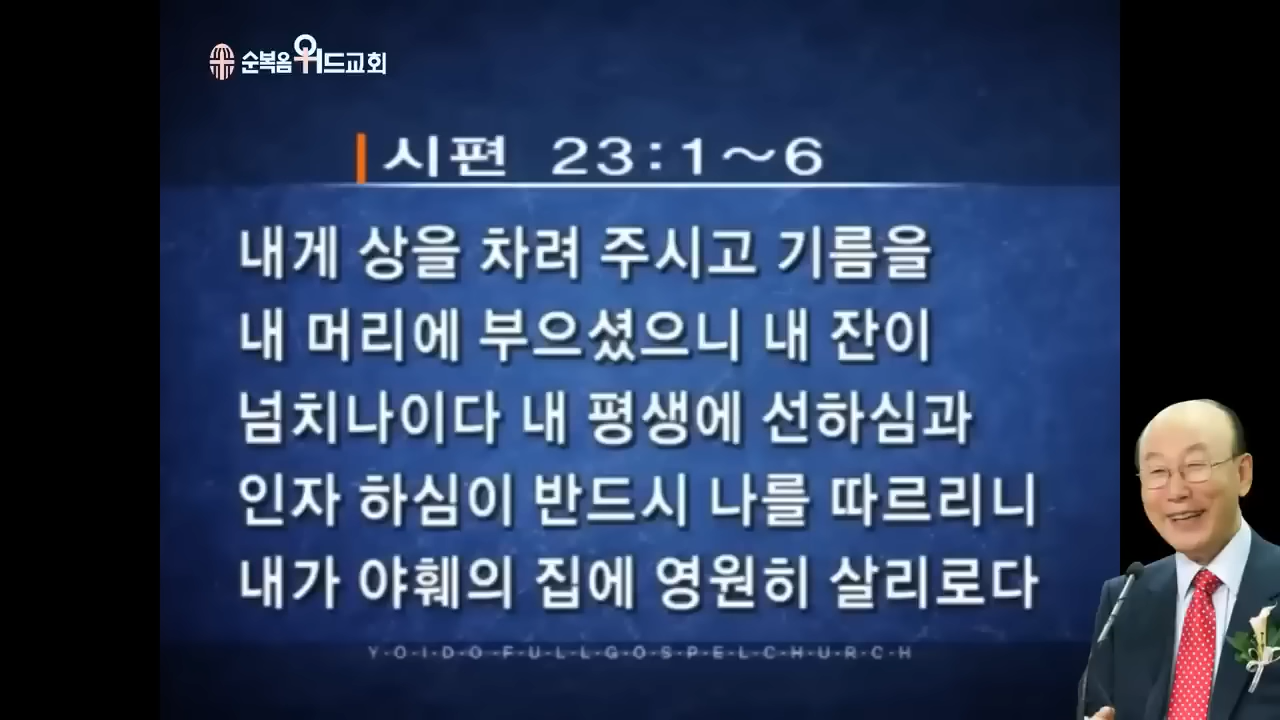 순복음위드교회
시편 23:1~6
내게 상을 차려 주시고 기름을
내 머리에 부으셨으니 내 잔이
넘치나이다 내 평생에 선하심과
인자 하심이 반드시 나를 따르리니
내가 야훼의 집에 영원히 살리로다
Y·O·I·D·O·F·U·L·L·G·O·S·P·E·L·C·H·U·R·C·H